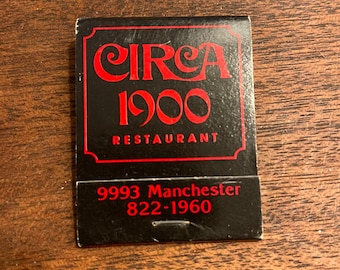 CIRCA
1900
RESTAURANT
9993 Manchester
822-1960